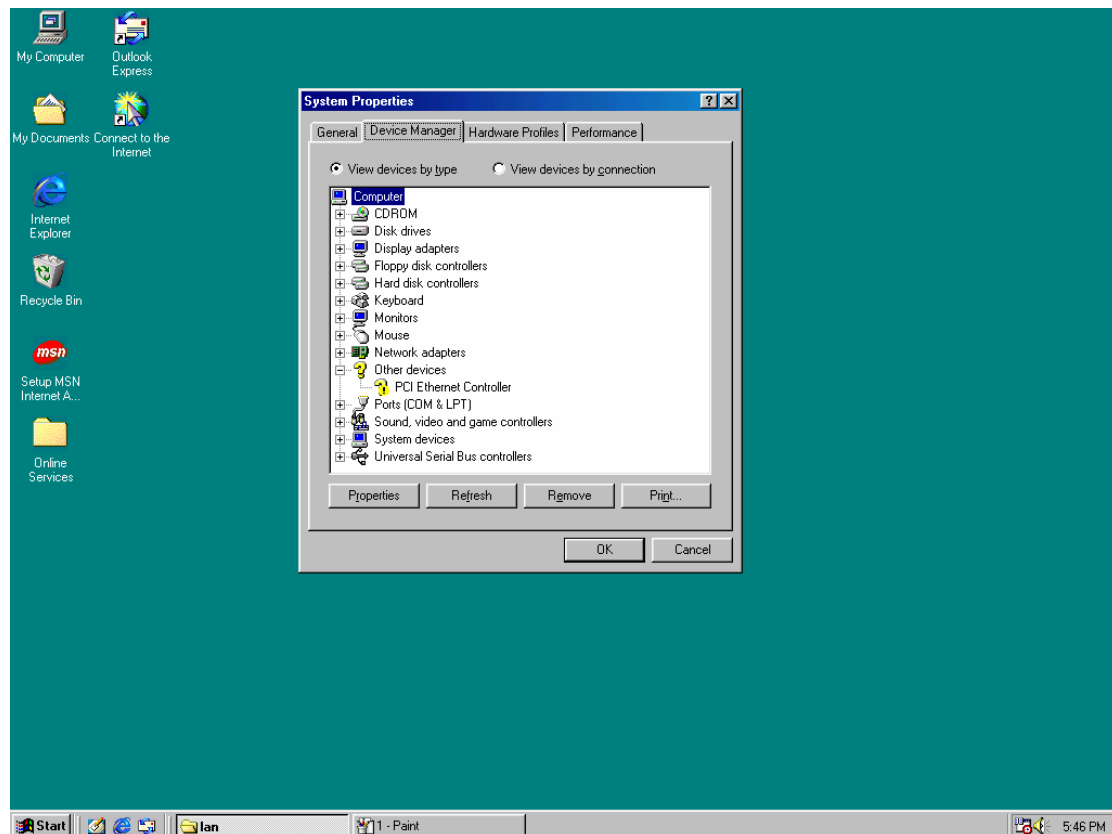 My Computer
Outlook
Express
My Documents
Connect to the
Internet
Internet
Explorer
Recycle Bin
msn
Setup MSN
Internet A...
Online
Services
System Properties
General
Device Manager
Hardware Profiles
Performance
View devices by type
View devices by connection
Computer
CDROM
Disk drives
Display adapters
Floppy disk controllers
Hard disk controllers
Keyboard
Monitors
Mouse
Network adapters
Other devices
PCI Ethernet Controller
Ports (COM & LPT)
Sound, video and game controllers
System devices
Universal Serial Bus controllers
Properties
Refresh
Remove
Print...
OK
Cancel
Start
lan
1 - Paint
5:46 PM